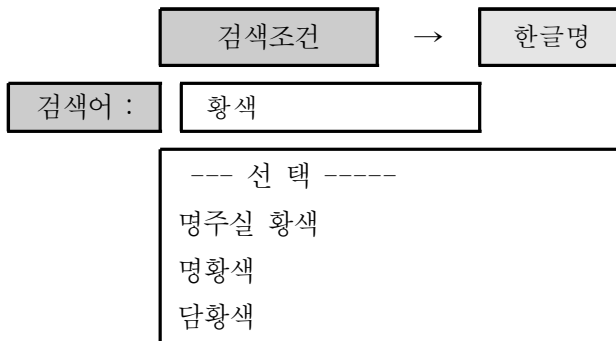 검색조건 → 한글명
검색어 : 황색
--- 선 택 -----
명주실 황색
명황색
담황색